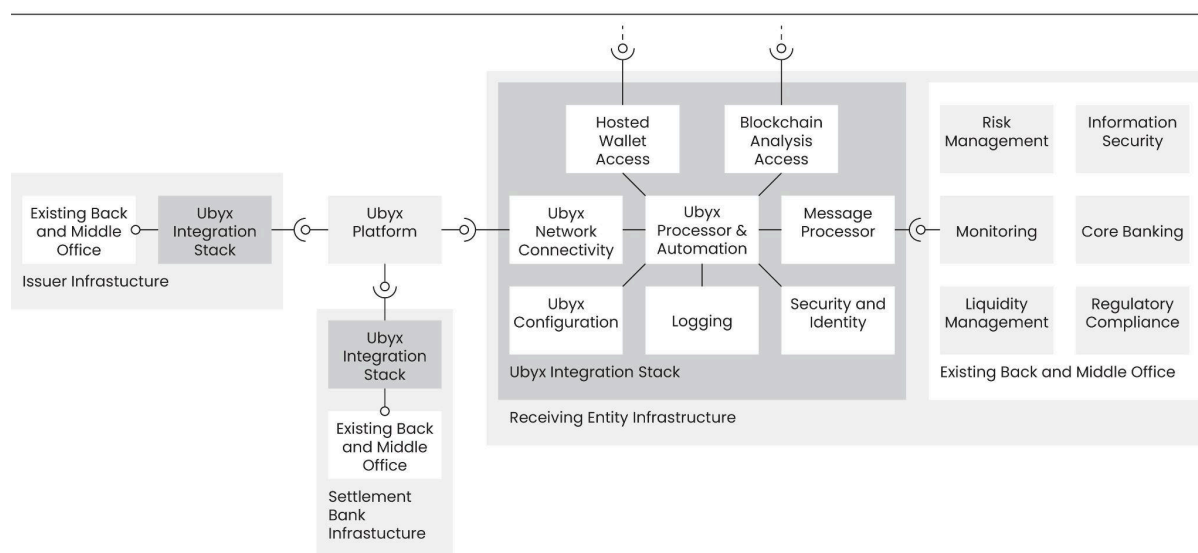 Hosted
Wallet
Access
Blockchain
Analysis
Access
Risk
Management
Information
Security
Existing Back
and Middle
Office
Ubyx
Integration
Stack
Issuer Infrastucture
Ubyx
Platform
Ubyx
Network
Connectivity
Ubyx
Processor &
Automation
Message
Processor
Monitoring
Core Banking
Ubyx
Configuration
Logging
Security and
Identity
Liquidity
Management
Regulatory
Compliance
Ubyx Integration Stack
Existing Back and Middle Office
Receiving Entity Infrastructure
Ubyx
Integration
Stack
Existing Back
and Middle
Office
Settlement
Bank
Infrastucture